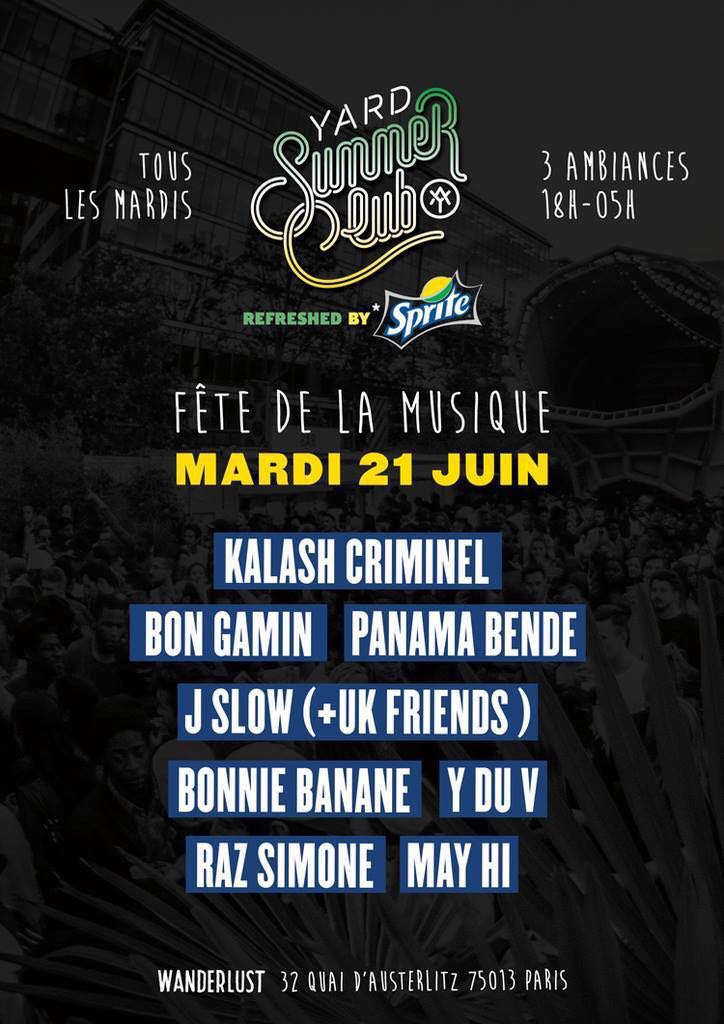 YARD
Summer
Club
TOUS
LES MARDIS
3 AMBIANCES
18H-05H
REFRESHED BY* Sprite
FÊTE DE LA MUSIQUE
MARDI 21 JUIN
KALASH CRIMINEL
BON GAMIN PANAMA BENDE
J SLOW (+UK FRIENDS )
BONNIE BANANE Y DU V
RAZ SIMONE MAY HI
WANDERLUST 32 QUAI D'AUSTERLITZ 75013 PARIS